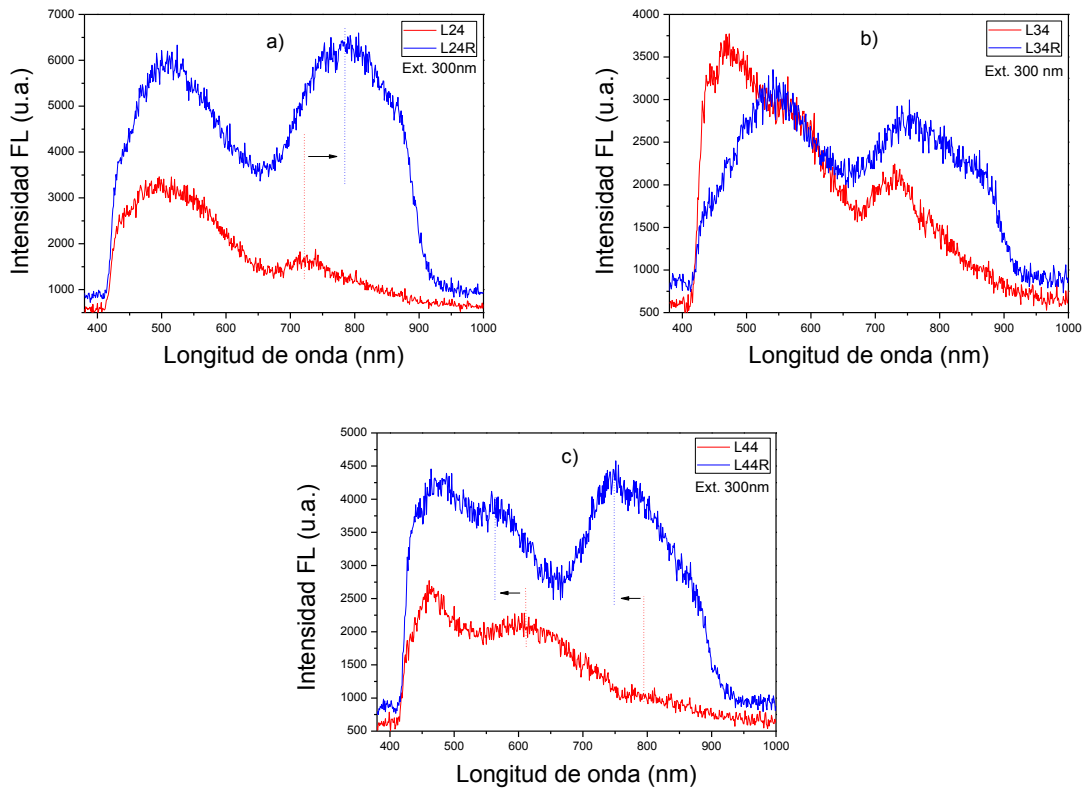 a)
L24
L24R
Ext. 300nm
Intensidad FL (u.a.)
7000
6000
5000
4000
3000
2000
1000
400 500 600 700 800 900 1000
Longitud de onda (nm)
b)
L34
L34R
Ext. 300 nm
Intensidad FL (u.a.)
4000
3500
3000
2500
2000
1500
1000
500
400 500 600 700 800 900 1000
Longitud de onda (nm)
c)
L44
L44R
Ext. 300nm
Intensidad FL (u.a.)
5000
4500
4000
3500
3000
2500
2000
1500
1000
500
400 500 600 700 800 900 1000
Longitud de onda (nm)